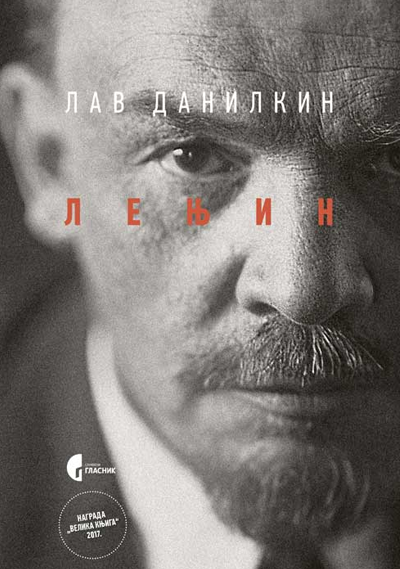 ЛАВ ДАНИЛКИН
ЛЕЊИН
СЛУЖБЕНИ
ГЛАСНИК
НАГРАДА
„ВЕЛИКА КЊИГА“
2017.